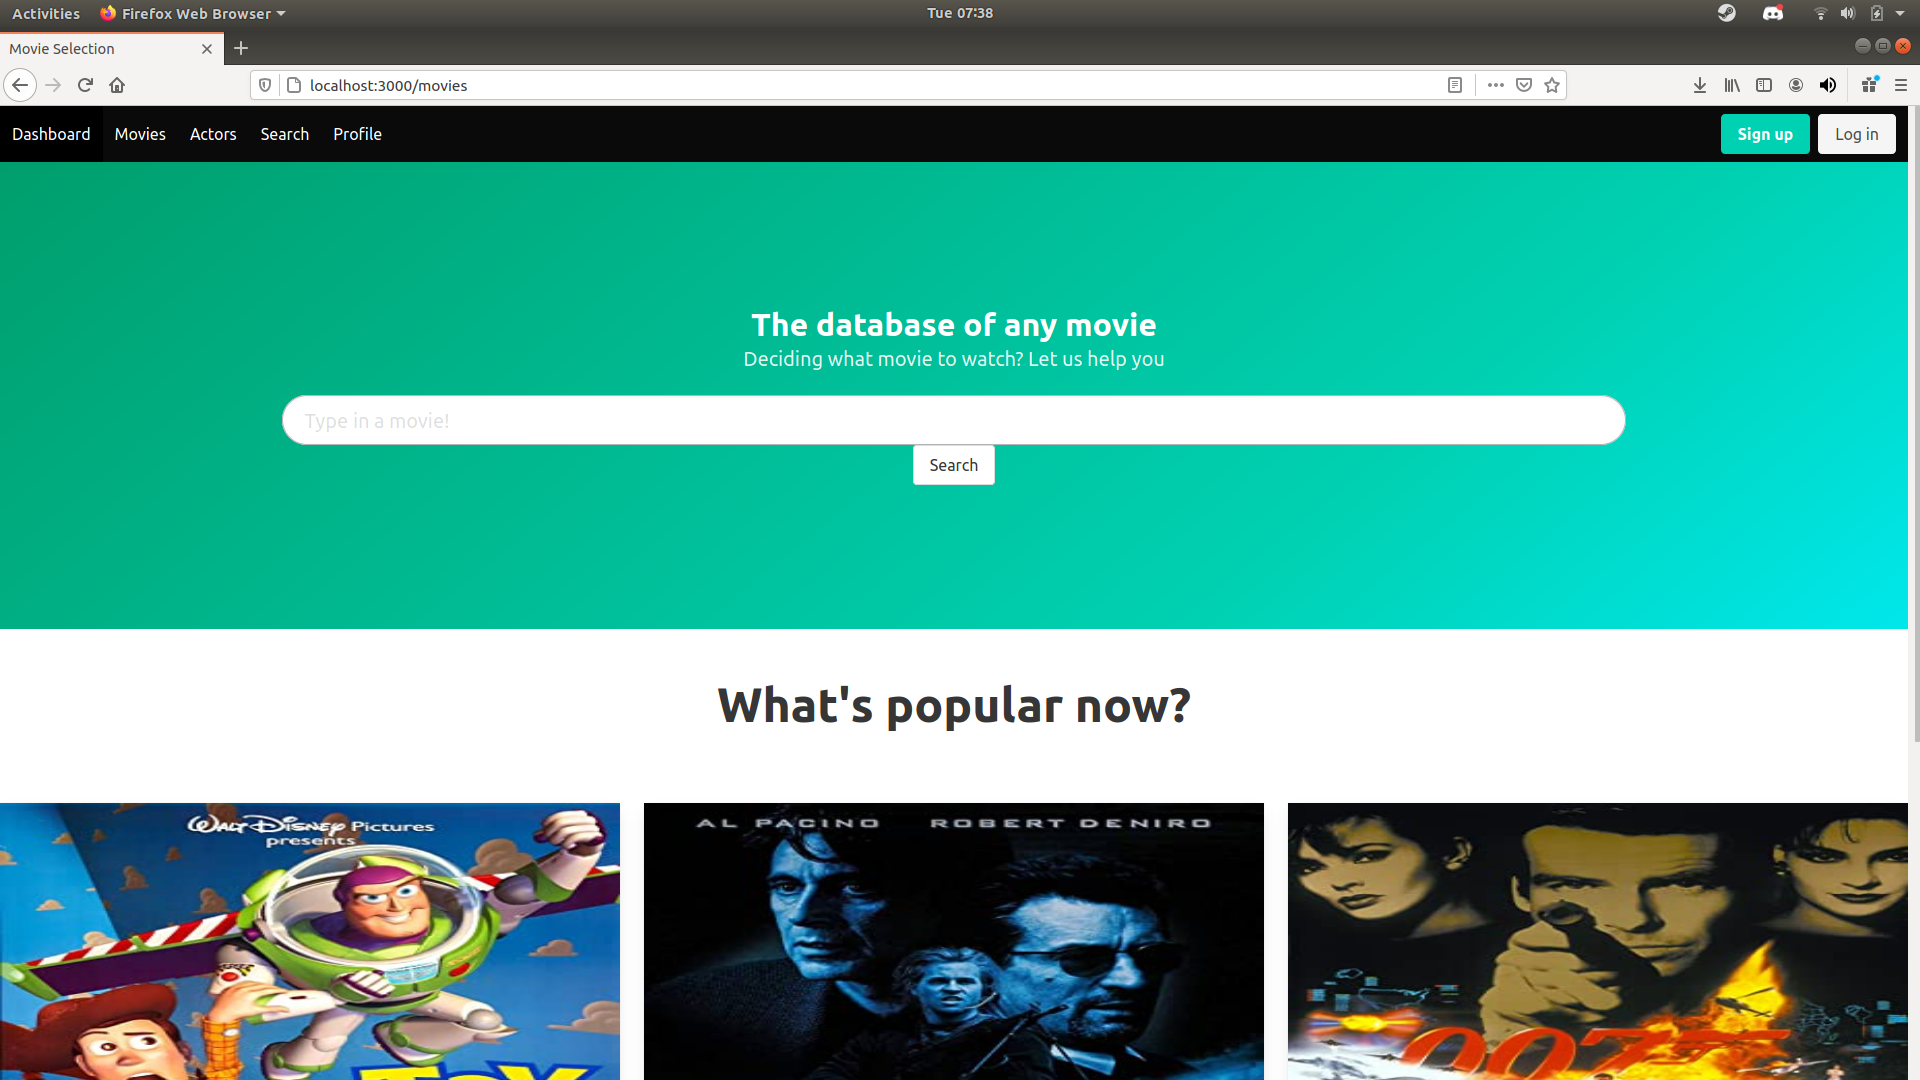 Activities Firefox Web Browser Tue 07:38
Movie Selection
localhost:3000/movies
Dashboard Movies Actors Search Profile Sign up Log in
The database of any movie
Deciding what movie to watch? Let us help you
Type in a movie!
Search
What's popular now?
WALT DISNEY Pictures
presents
AL PACINO ROBERT DENIRO
TOY
007